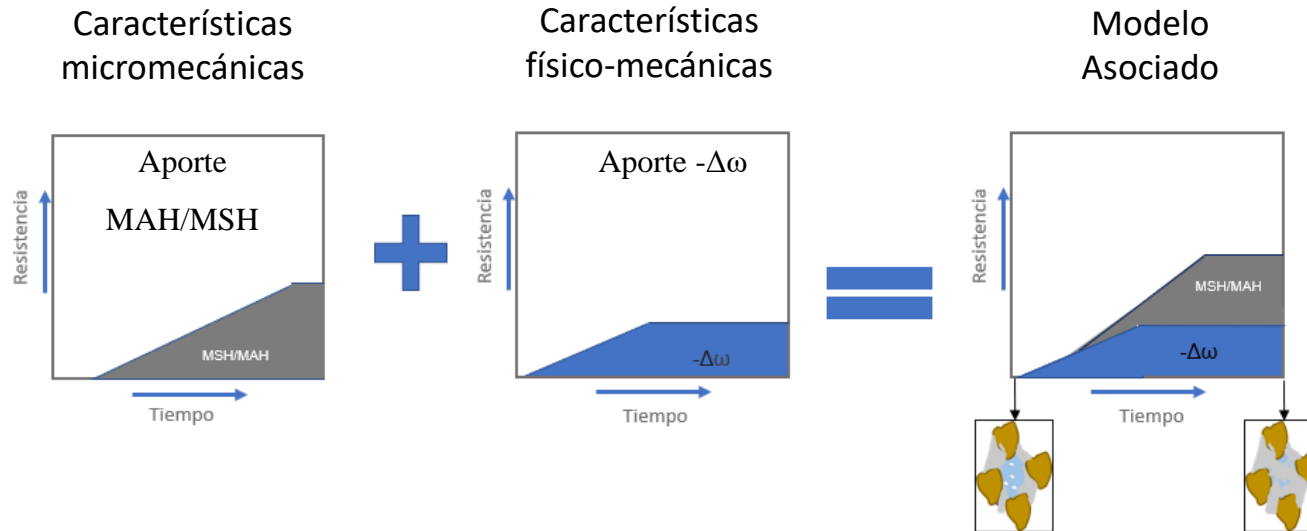 Características
micromecánicas
Características
físico-mecánicas
Modelo
Asociado
Aporte
MAH/MSH
Resistencia
MSH/MAH
Tiempo
Aporte -Δω
Resistencia
-Δω
Tiempo
Resistencia
MSH/MAH
-Δω
Tiempo